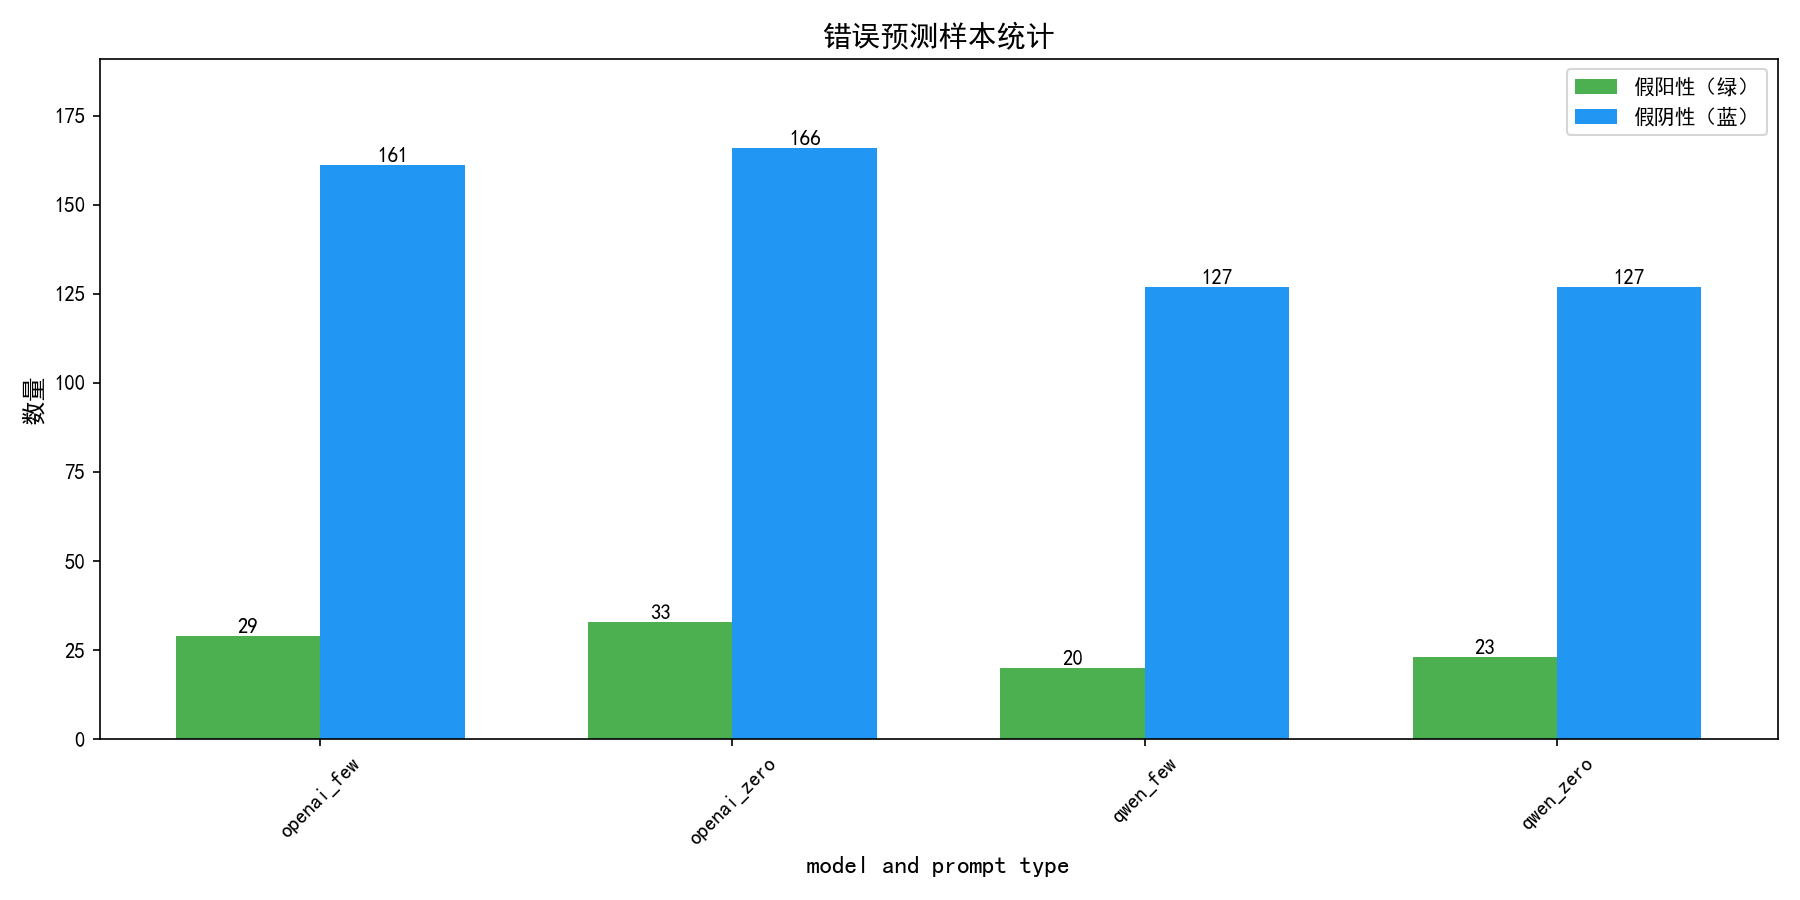 错误预测样本统计
假阳性（绿）
假阴性（蓝）
数量
175
150
125
100
75
50
25
0
29
161
33
166
20
127
23
127
openai_few
openai_zero
qwen_few
qwen_zero
model and prompt type